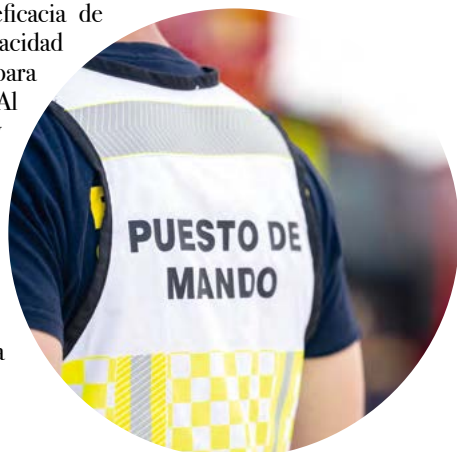 eficacia de
acidad
para
Al
PUESTO DE
MANDO
a